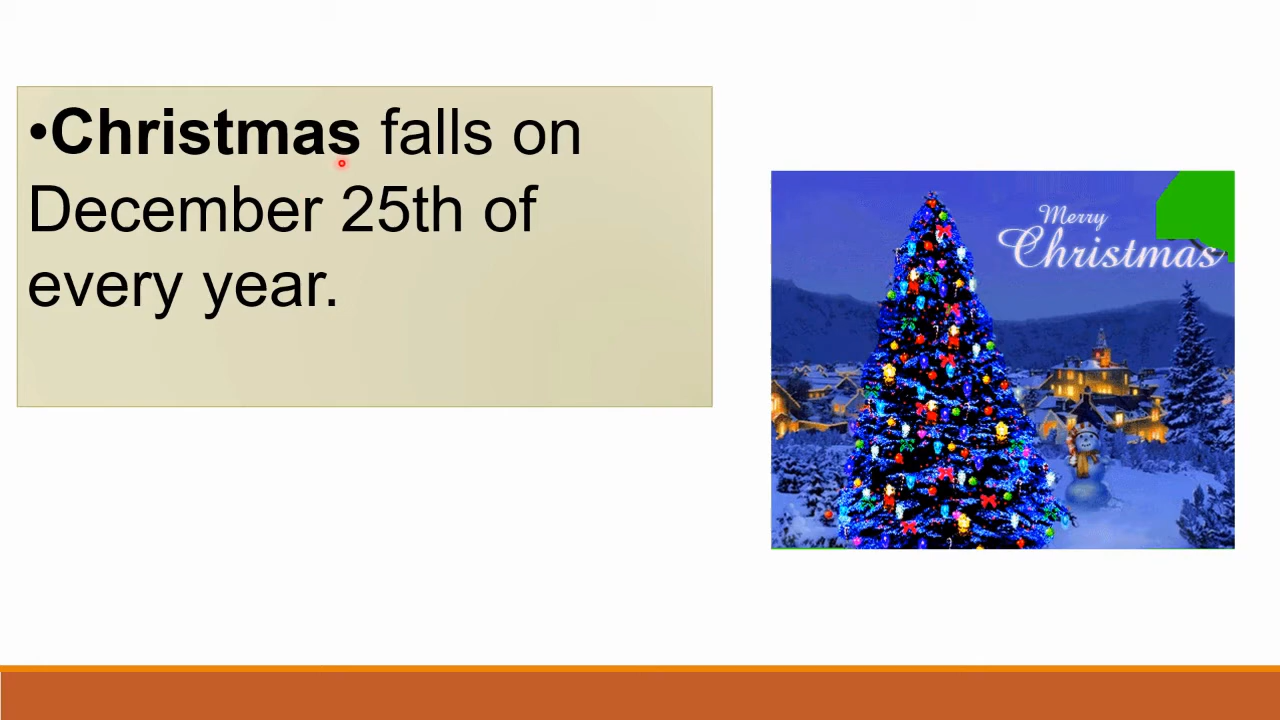 •Christmas falls on
December 25th of
every year.
Merry
Christmas